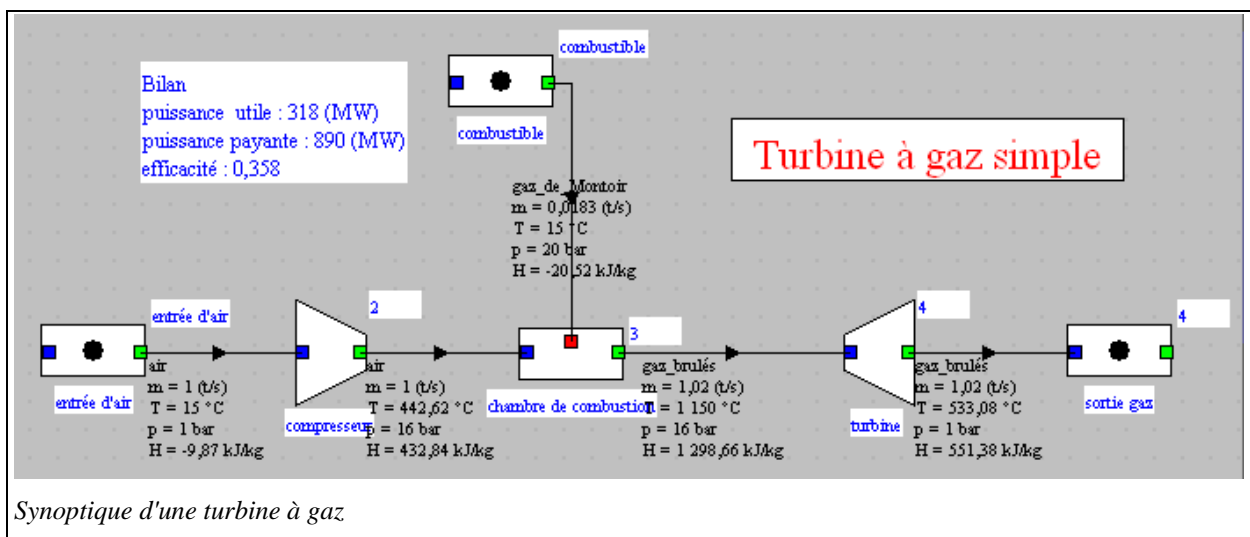 combustible
Bilan
puissance utile : 318 (MW)
puissance payante : 890 (MW)
efficacité : 0,358
combustible
Turbine à gaz simple
gaz_de_Montoir
m = 0,0183 (t/s)
T = 15 °C
p = 20 bar
H = -20,52 kJ/kg
entrée d'air
2
3
4
4
entrée d'air
air
m = 1 (t/s)
T = 15 °C
p = 1 bar
H = -9,87 kJ/kg
compresseur
air
m = 1 (t/s)
T = 442,62 °C
p = 16 bar
H = 432,84 kJ/kg
chambre de combustion
gaz_brulés
m = 1,02 (t/s)
T = 1 150 °C
p = 16 bar
H = 1 298,66 kJ/kg
turbine
gaz_brulés
m = 1,02 (t/s)
T = 533,08 °C
p = 1 bar
H = 551,38 kJ/kg
sortie gaz
Synoptique d'une turbine à gaz